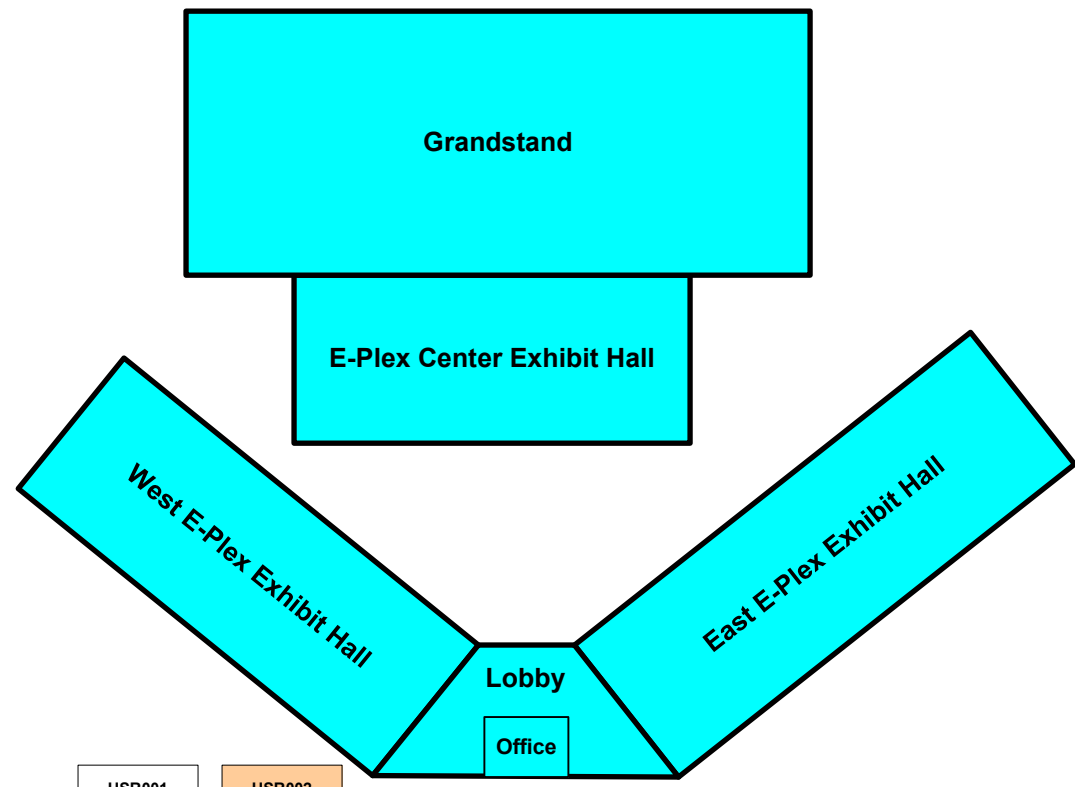 Grandstand
E-Plex Center Exhibit Hall
West E-Plex Exhibit Hall
East E-Plex Exhibit Hall
Lobby
Office